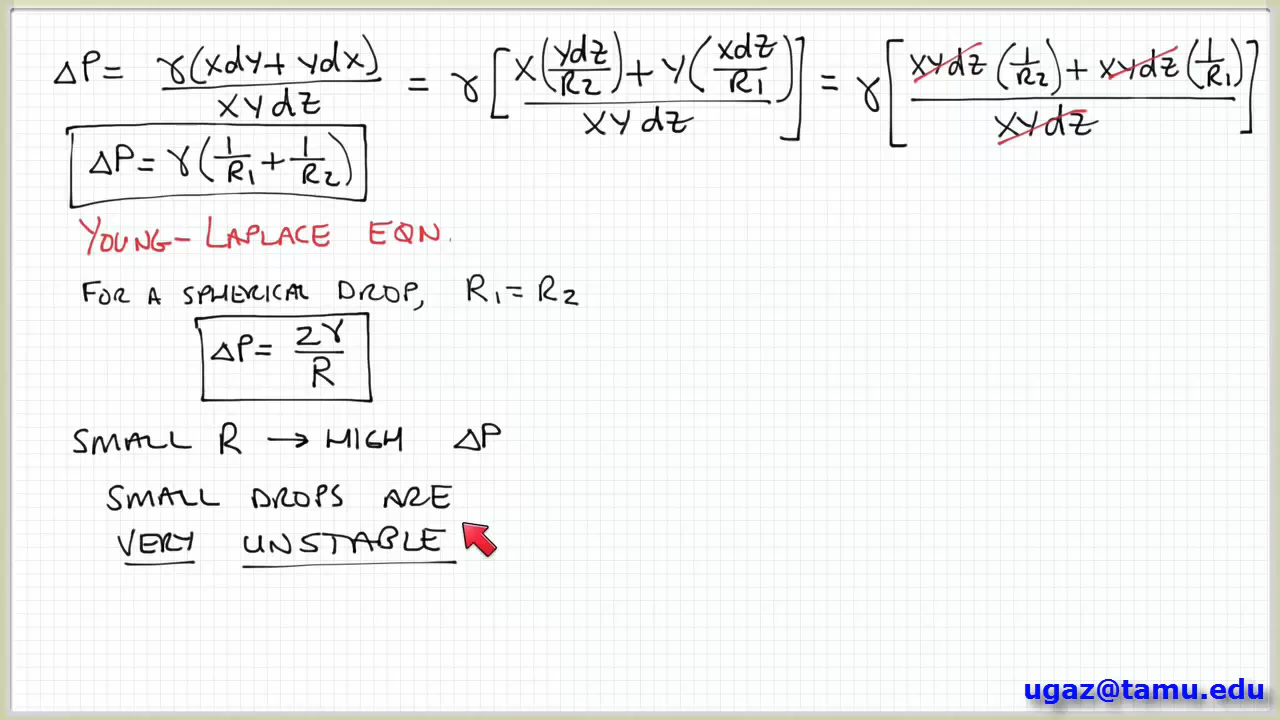 ΔP = γ(xdy + ydx) / xydz = γ[x(ydz/R2) + y(xdz/R1) / xydz] = γ[xydz(1/R2) + xydz(1/R1) / xydz]
ΔP = γ(1/R1 + 1/R2)
YOUNG-LAPLACE EQN.
FOR A SPHERICAL DROP, R1 = R2
ΔP = 2γ/R
SMALL R → HIGH ΔP
SMALL DROPS ARE
VERY UNSTABLE
ugaz@tamu.edu